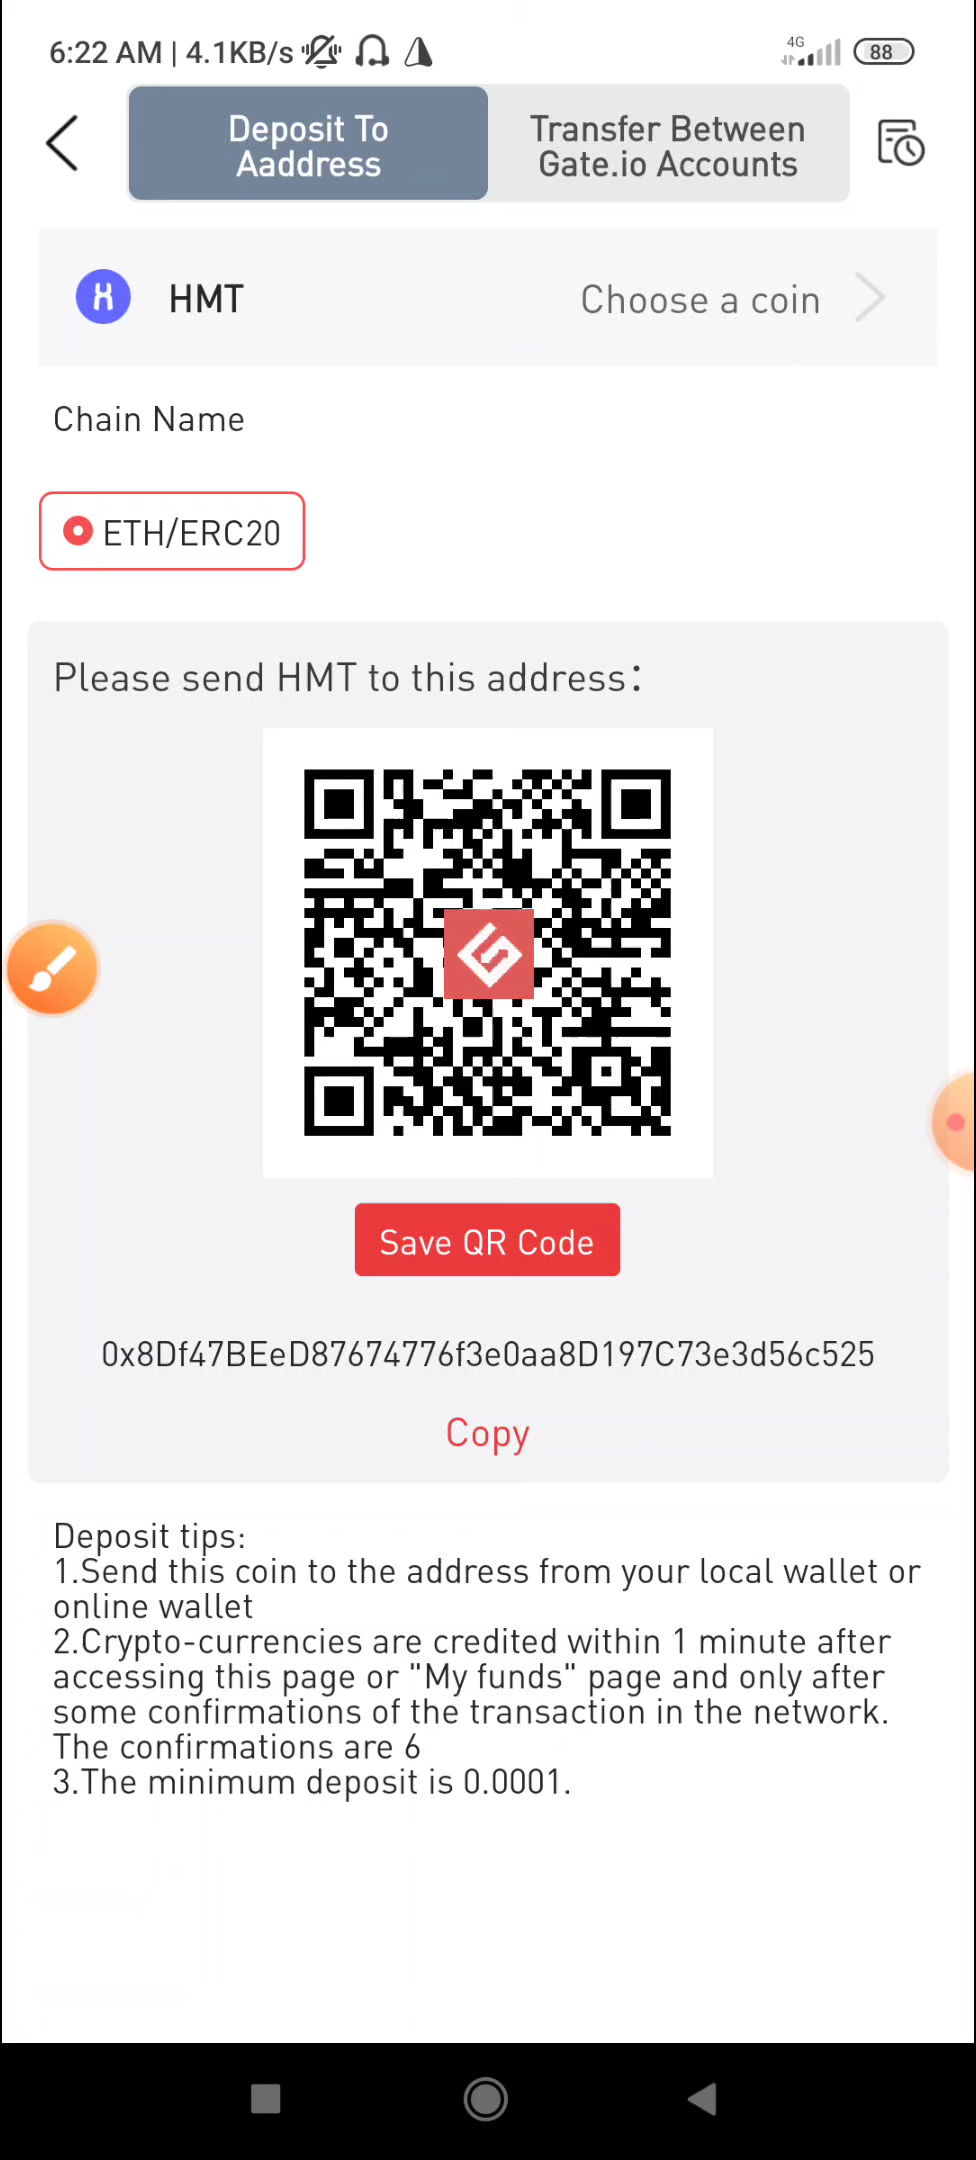 6:22 AM | 4.1KB/s
4G
88
Deposit To
Aaddress
Transfer Between
Gate.io Accounts
HMT
Choose a coin
Chain Name
ETH/ERC20
Please send HMT to this address：
Save QR Code
0x8Df47BEeD87674776f3e0aa8D197C73e3d56c525
Copy
Deposit tips:
1.Send this coin to the address from your local wallet or
online wallet
2.Crypto-currencies are credited within 1 minute after
accessing this page or "My funds" page and only after
some confirmations of the transaction in the network.
The confirmations are 6
3.The minimum deposit is 0.0001.